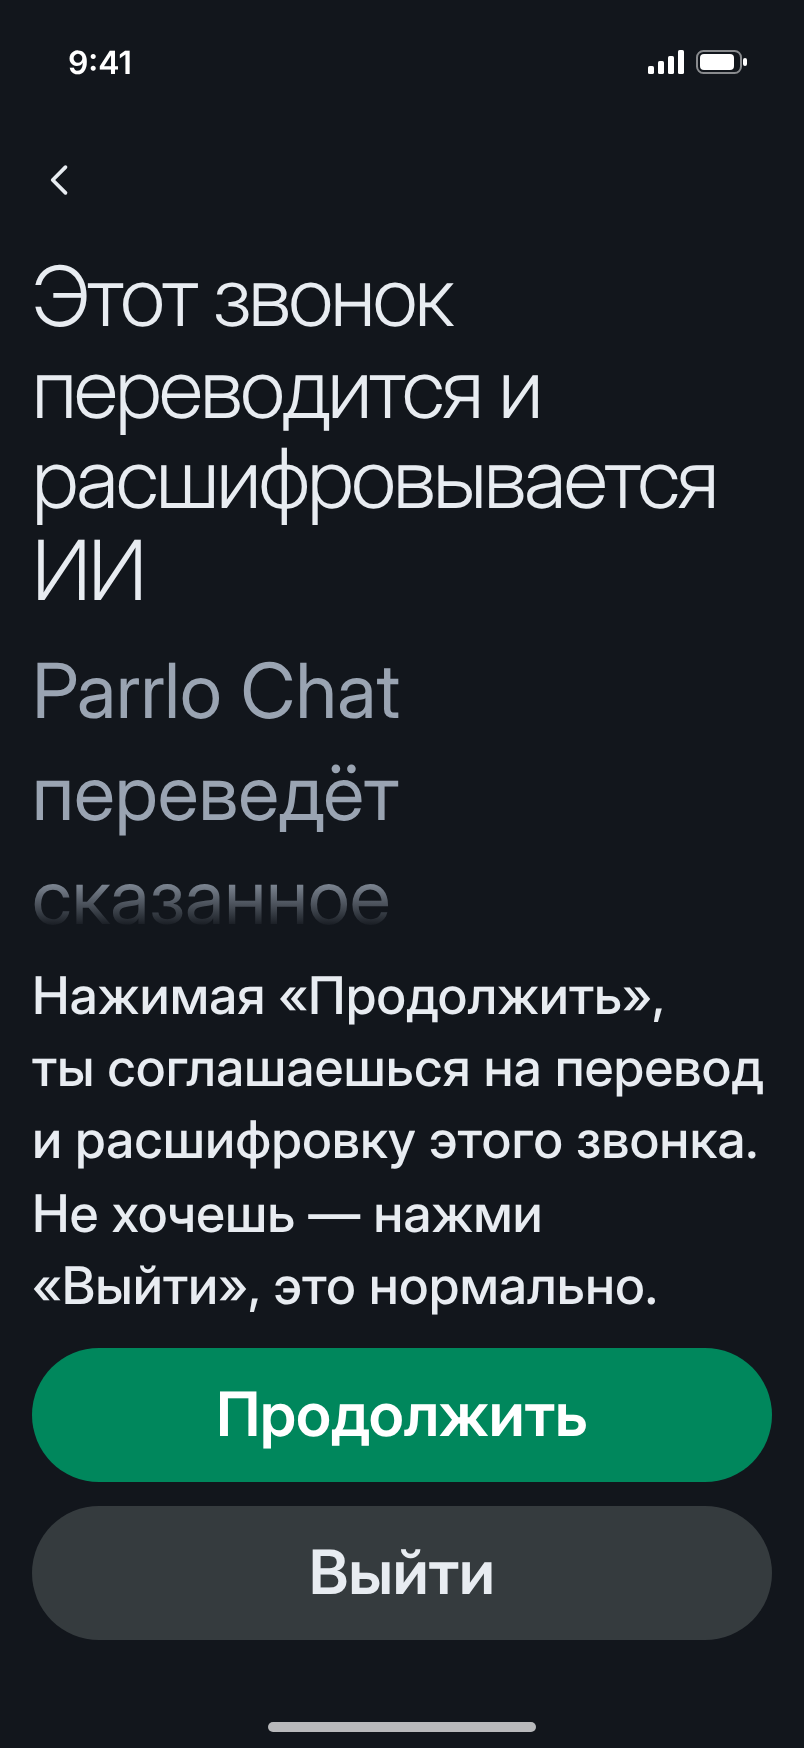 9:41
Этот звонок
переводится и
расшифровывается
ИИ
Parrlo Chat
переведёт
сказанное
Нажимая «Продолжить»,
ты соглашаешься на перевод
и расшифровку этого звонка.
Не хочешь — нажми
«Выйти», это нормально.
Продолжить
Выйти